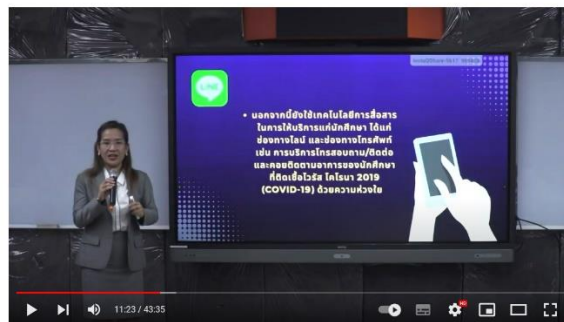 LINE
• นอกจากนี้ยังใช้เทคโนโลยีการสื่อสาร
ในการให้บริการแก่นักศึกษา ได้แก่
ช่องทางไลน์ และช่องทางโทรศัพท์
เช่น การบริการโทรสอบถาม/ติดต่อ
และคอยติดตามอาการของนักศึกษา
ที่ติดเชื้อไวรัส โคโรนา 2019
(COVID-19) ด้วยความห่วงใย
11:23 / 43:35
HD